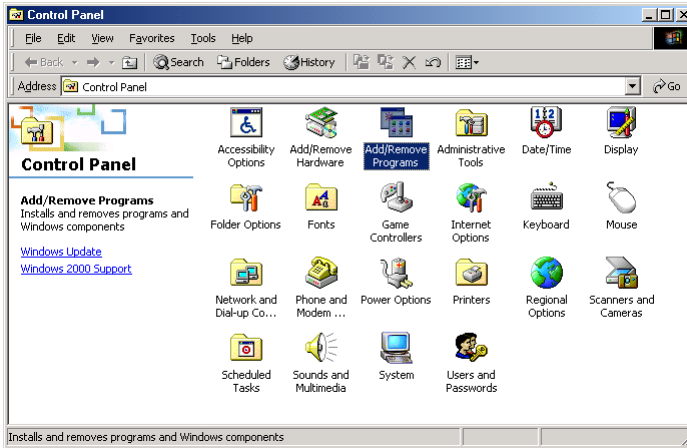 Control Panel
File Edit View Favorites Tools Help
Back Search Folders History
Address Control Panel Go
Control Panel
Add/Remove Programs
Installs and removes programs and
Windows components
Windows Update
Windows 2000 Support
Accessibility
Options
Add/Remove
Hardware
Add/Remove
Programs
Administrative
Tools
Date/Time
Display
Folder Options
Fonts
Game
Controllers
Internet
Options
Keyboard
Mouse
Network and
Dial-up Co...
Phone and
Modem ...
Power Options
Printers
Regional
Options
Scanners and
Cameras
Scheduled
Tasks
Sounds and
Multimedia
System
Users and
Passwords
Installs and removes programs and Windows components